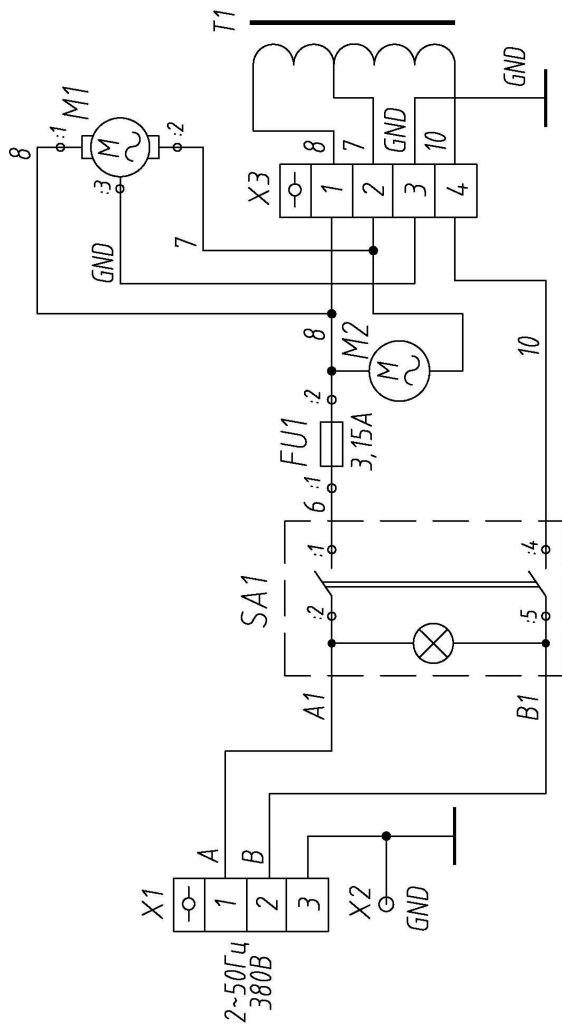 X1
1
2
3
2~50Гц
380В
A
B
X2
GND
A1
B1
SA1
:2
:1
:5
:4
6
:1
FU1
3,15А
:2
8
M2
M
10
8
:1
M1
M
:2
:3
GND
7
X3
1
2
3
4
8
7
GND
10
T1
GND